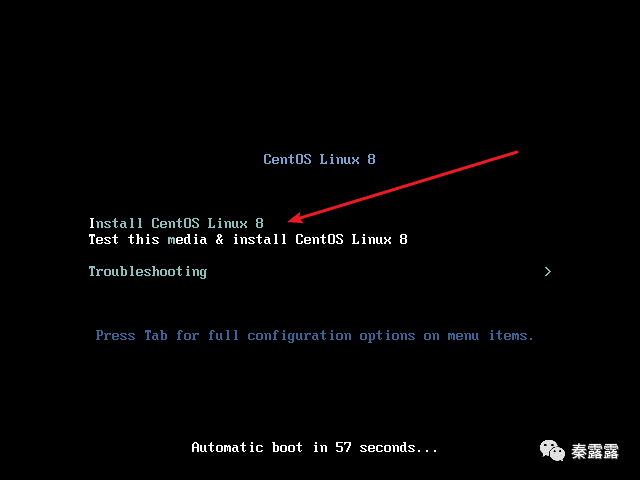 CentOS Linux 8
Install CentOS Linux 8
Test this media & install CentOS Linux 8
Troubleshooting >
Press Tab for full configuration options on menu items.
Automatic boot in 57 seconds...
秦露露